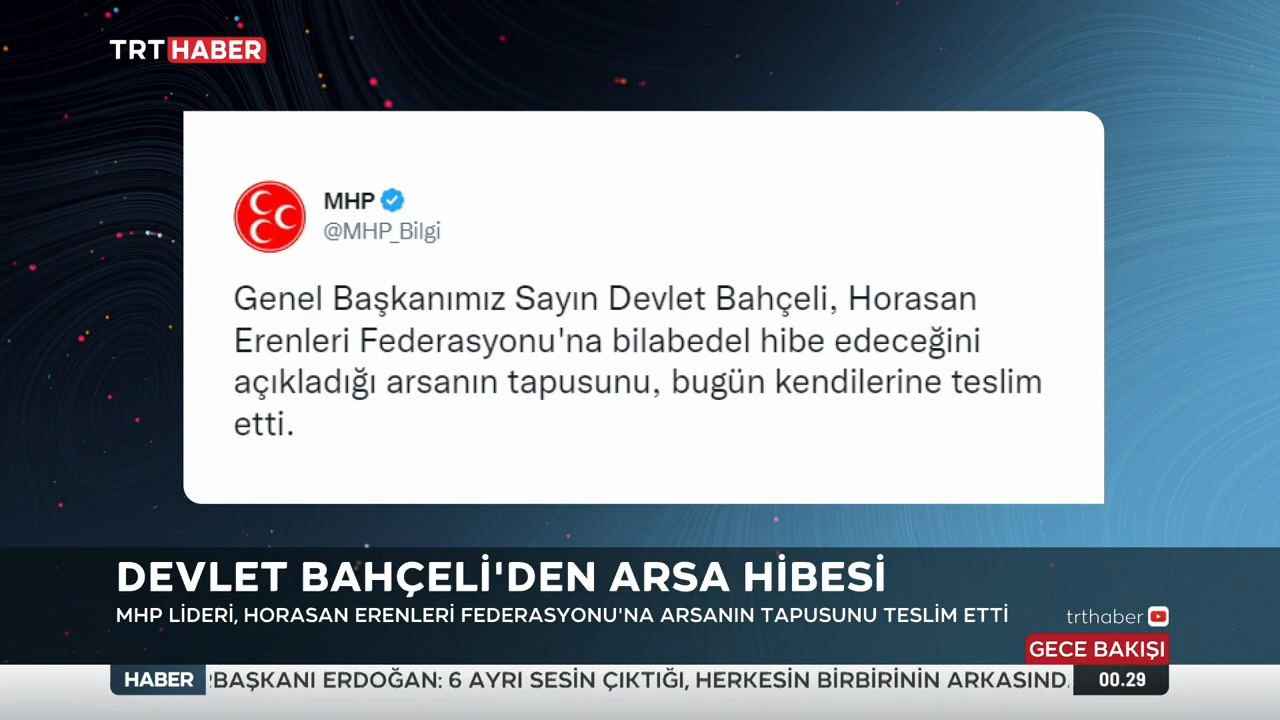 TRT HABER
MHP
@MHP_Bilgi
Genel Başkanımız Sayın Devlet Bahçeli, Horasan
Erenleri Federasyonu'na bilabedel hibe edeceğini
açıkladığı arsanın tapusunu, bugün kendilerine teslim
etti.
DEVLET BAHÇELİ'DEN ARSA HİBESİ
MHP LİDERİ, HORASAN ERENLERİ FEDERASYONU'NA ARSANIN TAPUSUNU TESLİM ETTİ
trthaber
GECE BAKIŞI
HABER BAŞKANI ERDOĞAN: 6 AYRI SESİN ÇIKTIĞI, HERKESİN BİRBİRİNİN ARKASIND 00.29